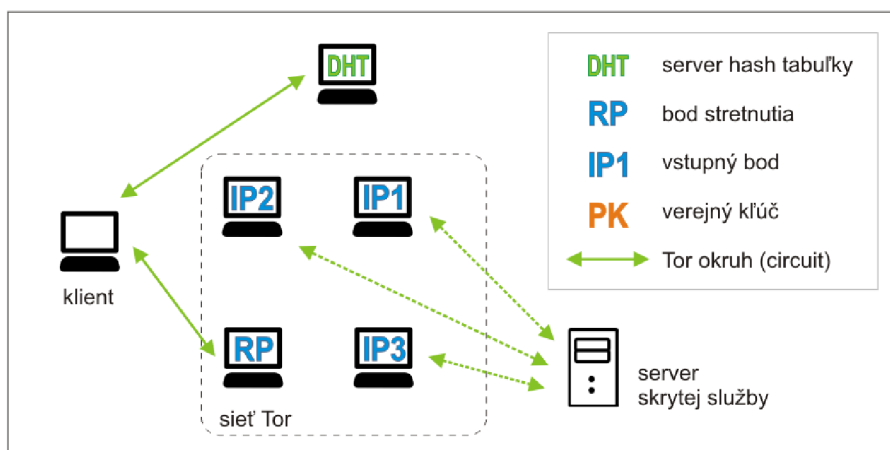 DHT
DHT server hash tabuľky
RP bod stretnutia
IP1 vstupný bod
PK verejný kľúč
Tor okruh (circuit)
IP2
IP1
klient
RP
IP3
sieť Tor
server
skrytej služby